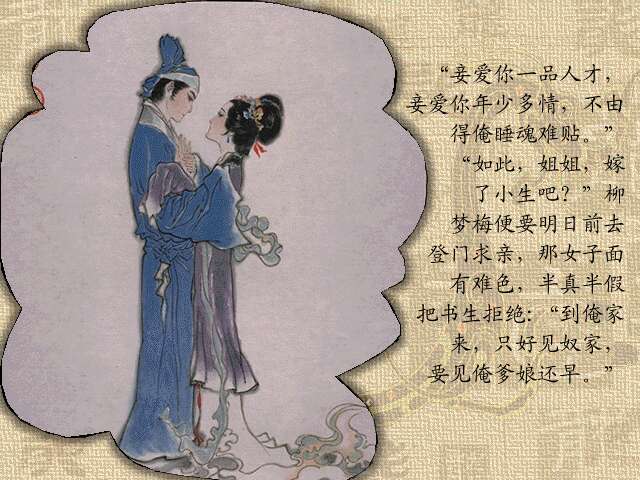 “妾爱你一品人才，
妾爱你年少多情，不由
得俺睡魂难贴。”
“如此，姐姐，嫁
了小生吧？”柳
梦梅便要明日前去
登门求亲，那女子面
有难色，半真半假
把书生拒绝：“到俺家
来，只好见奴家，
要见俺爹娘还早。”